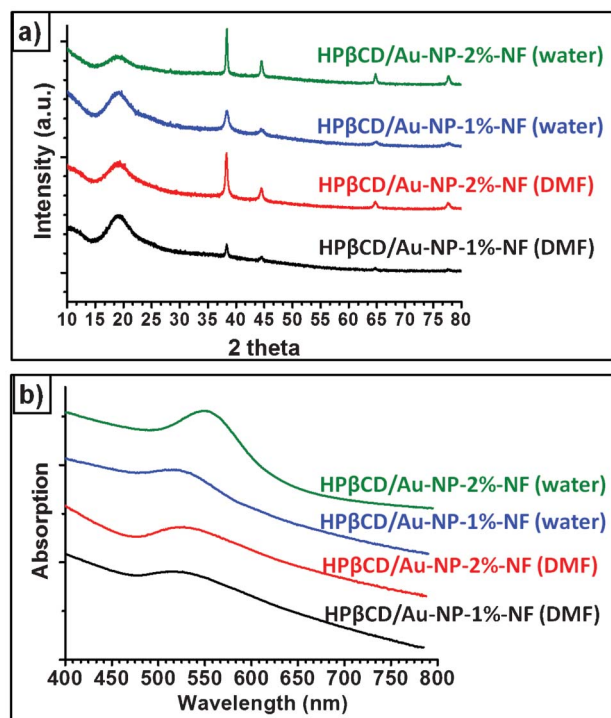 a)
HPβCD/Au-NP-2%-NF (water)
HPβCD/Au-NP-1%-NF (water)
HPβCD/Au-NP-2%-NF (DMF)
HPβCD/Au-NP-1%-NF (DMF)
Intensity (a.u.)
10 15 20 25 30 35 40 45 50 55 60 65 70 75 80
2 theta
b)
HPβCD/Au-NP-2%-NF (water)
HPβCD/Au-NP-1%-NF (water)
HPβCD/Au-NP-2%-NF (DMF)
HPβCD/Au-NP-1%-NF (DMF)
Absorption
400 450 500 550 600 650 700 750 800
Wavelength (nm)